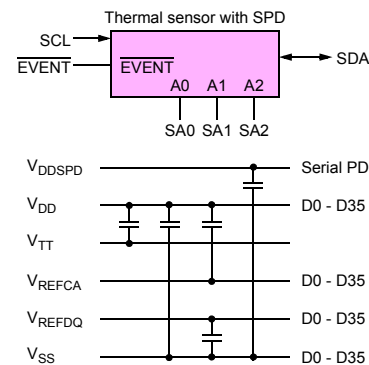 Thermal sensor with SPD
SCL
EVENT
EVENT
SDA
A0 A1 A2
SA0 SA1 SA2
VDDSPD Serial PD
VDD D0 - D35
VTT
VREFCA D0 - D35
VREFDQ D0 - D35
VSS D0 - D35